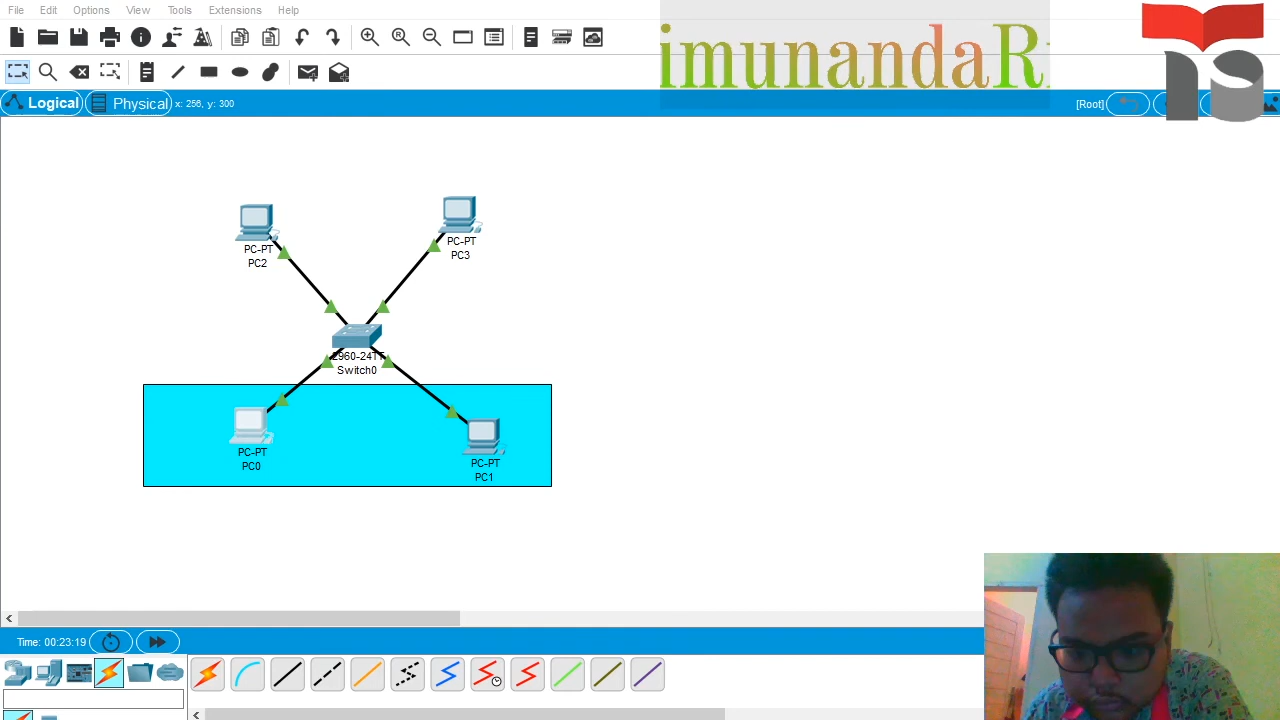 File Edit Options View Tools Extensions Help
imunandaR
Logical Physical x: 256, y: 300 [Root]
PC-PT
PC2
PC-PT
PC3
2960-24TT
Switch0
PC-PT
PC0
PC-PT
PC1
Time: 00:23:19